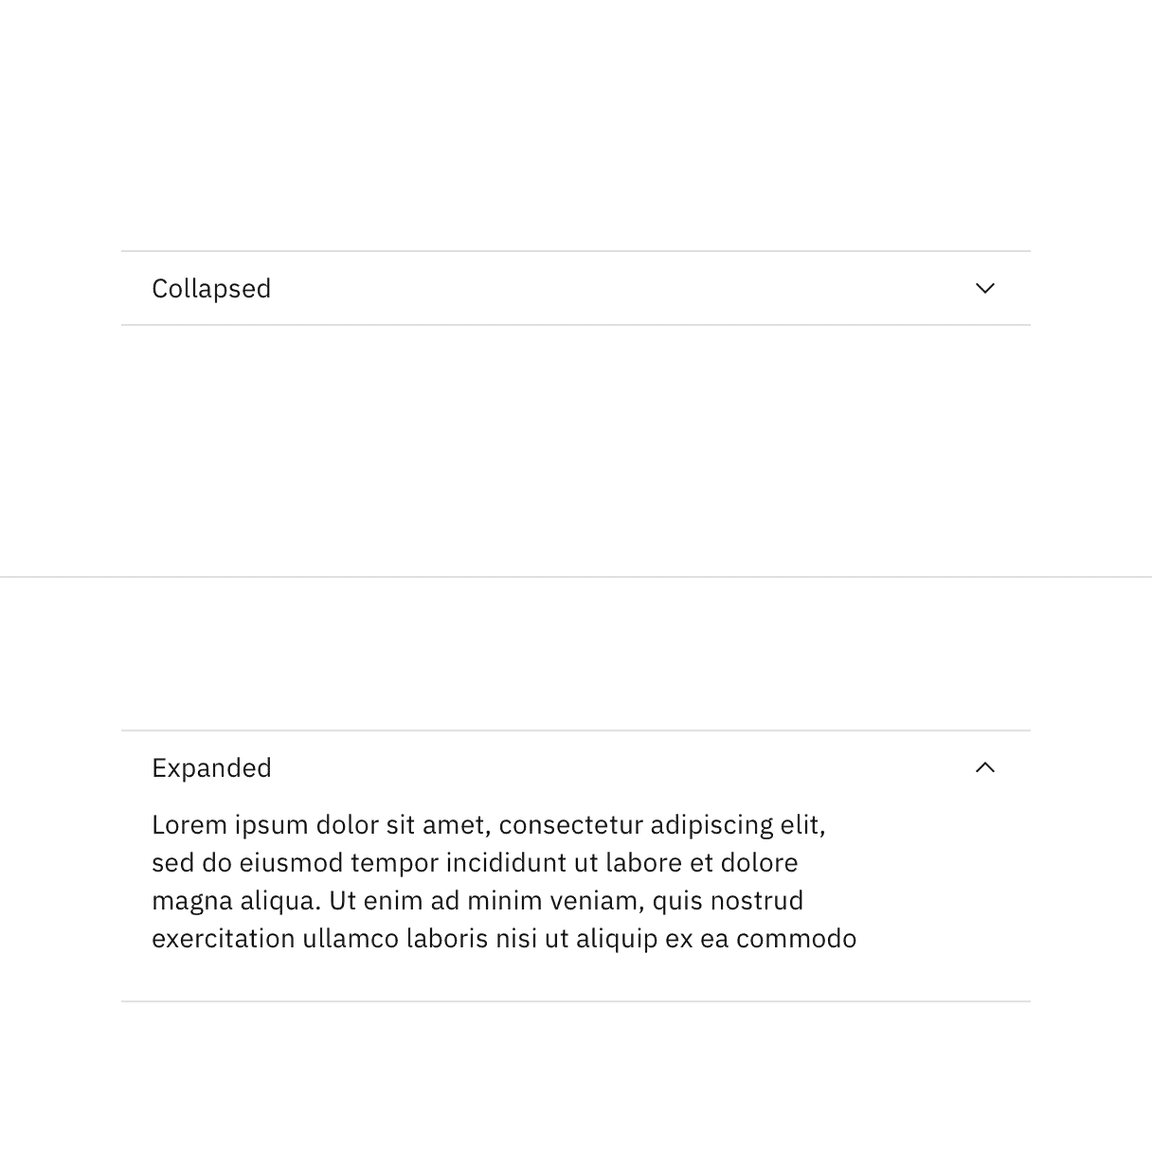 Collapsed
Expanded
Lorem ipsum dolor sit amet, consectetur adipiscing elit,
sed do eiusmod tempor incididunt ut labore et dolore
magna aliqua. Ut enim ad minim veniam, quis nostrud
exercitation ullamco laboris nisi ut aliquip ex ea commodo